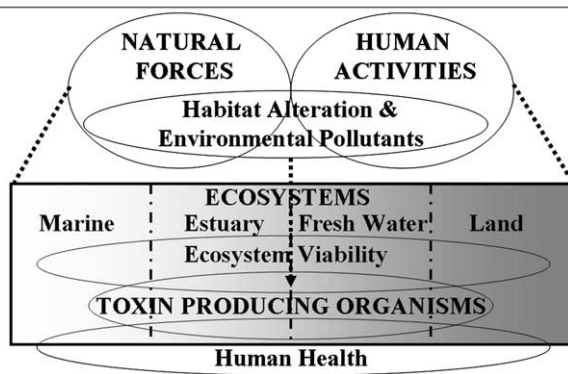 NATURAL FORCES
HUMAN ACTIVITIES
Habitat Alteration &
Environmental Pollutants
ECOSYSTEMS
Marine Estuary Fresh Water Land
Ecosystem Viability
TOXIN PRODUCING ORGANISMS
Human Health